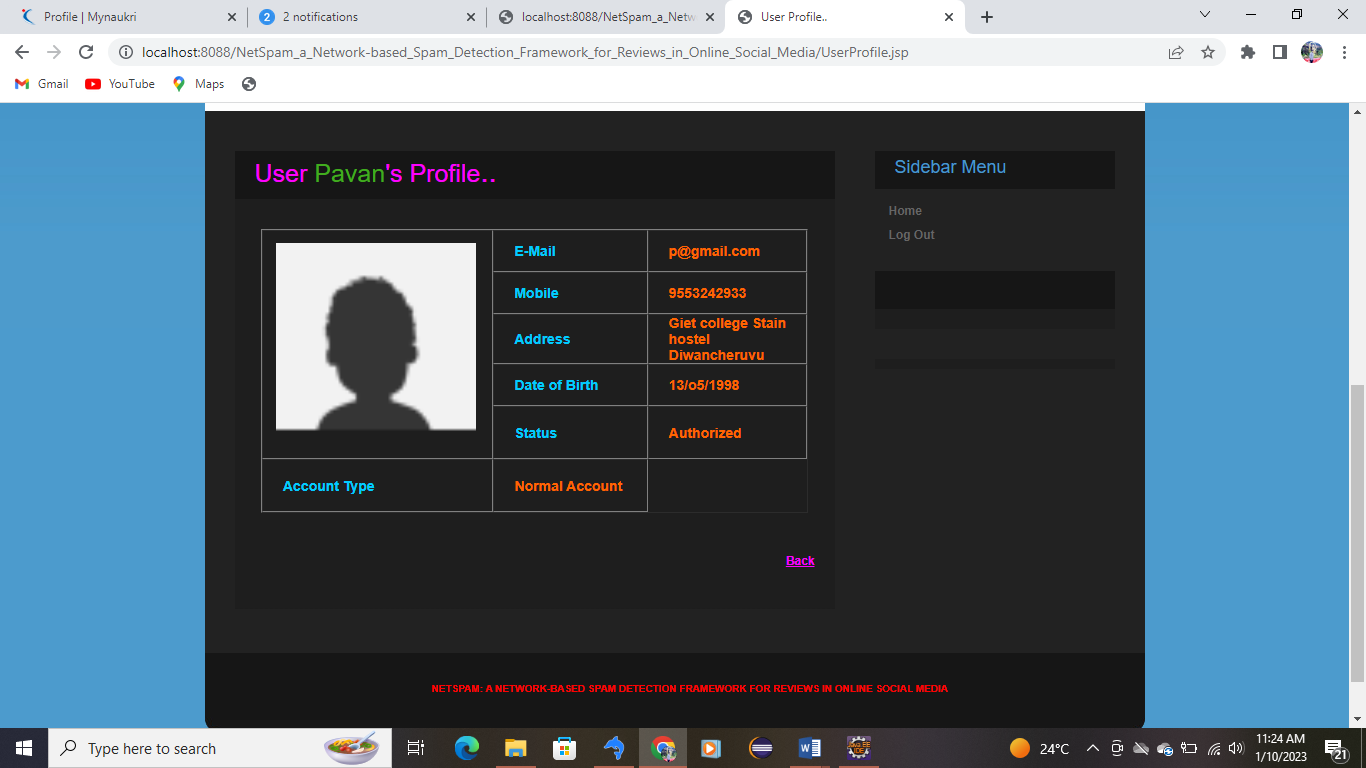 Profile | Mynaukri
2 2 notifications
localhost:8088/NetSpam_a_Netw
User Profile..
localhost:8088/NetSpam_a_Network-based_Spam_Detection_Framework_for_Reviews_in_Online_Social_Media/UserProfile.jsp
Gmail YouTube Maps
User Pavan's Profile..
Sidebar Menu
Home
Log Out
E-Mail p@gmail.com
Mobile 9553242933
Address Giet college Stain
hostel
Diwancheruvu
Date of Birth 13/o5/1998
Status Authorized
Account Type Normal Account
Back
NETSPAM: A NETWORK-BASED SPAM DETECTION FRAMEWORK FOR REVIEWS IN ONLINE SOCIAL MEDIA
Type here to search
24°C
11:24 AM
1/10/2023
21